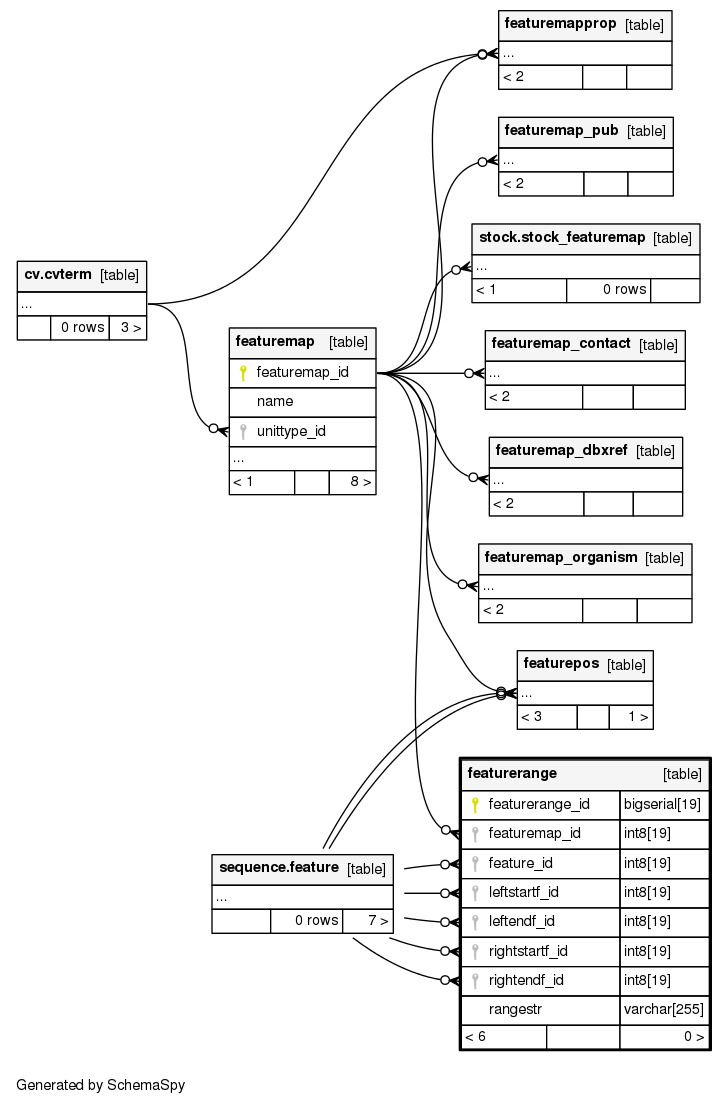 featuremapprop [table]
...
< 2
featuremap_pub [table]
...
< 2
stock.stock_featuremap [table]
...
< 1 0 rows
cv.cvterm [table]
...
0 rows 3 >
featuremap [table]
featuremap_id
name
unittype_id
...
< 1 8 >
featuremap_contact [table]
...
< 2
featuremap_dbxref [table]
...
< 2
featuremap_organism [table]
...
< 2
featurepos [table]
...
< 3 1 >
featurerange [table]
featurerange_id bigserial[19]
featuremap_id int8[19]
feature_id int8[19]
leftstartf_id int8[19]
leftendf_id int8[19]
rightstartf_id int8[19]
rightendf_id int8[19]
rangestr varchar[255]
< 6 0 >
sequence.feature [table]
...
0 rows 7 >
Generated by SchemaSpy